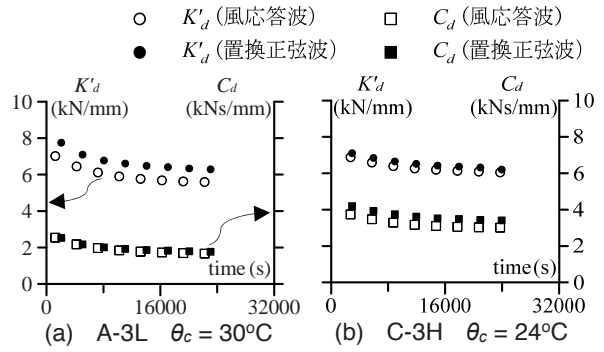 ○ K'd (風応答波) □ Cd (風応答波)
● K'd (置換正弦波) ■ Cd (置換正弦波)
K'd Cd
(kN/mm) (kNs/mm)
10
8
6
4
2
0
time(s)
0 16000 32000
(a) A-3L θc = 30ºC
K'd Cd
(kN/mm) (kNs/mm)
10
8
6
4
2
0
time(s)
0 16000 32000
(b) C-3H θc = 24ºC